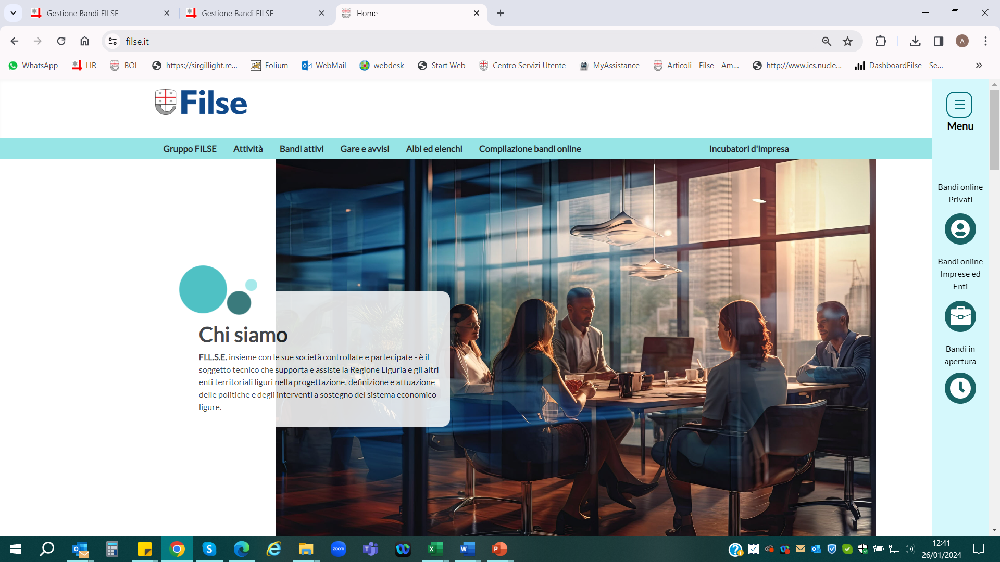 Gestione Bandi FILSE
Gestione Bandi FILSE
Home
filse.it
A
WhatsApp
LIR
BOL
https://sirgillight.re...
Folium
WebMail
webdesk
Start Web
Centro Servizi Utente
MyAssistance
Articoli - Filse - Am...
http://www.ics.nucle...
DashboardFilse - Se...
Filse
Menu
Gruppo FILSE
Attività
Bandi attivi
Gare e avvisi
Albi ed elenchi
Compilazione bandi online
Incubatori d'impresa
Bandi online
Privati
Bandi online
Imprese ed
Enti
Bandi in
apertura
Chi siamo
FI.L.S.E. insieme con le sue società controllate e partecipate - è il
soggetto tecnico che supporta e assiste la Regione Liguria e gli altri
enti territoriali liguri nella progettazione, definizione e attuazione
delle politiche e degli interventi a sostegno del sistema economico
ligure.
zoom
12:41
26/01/2024